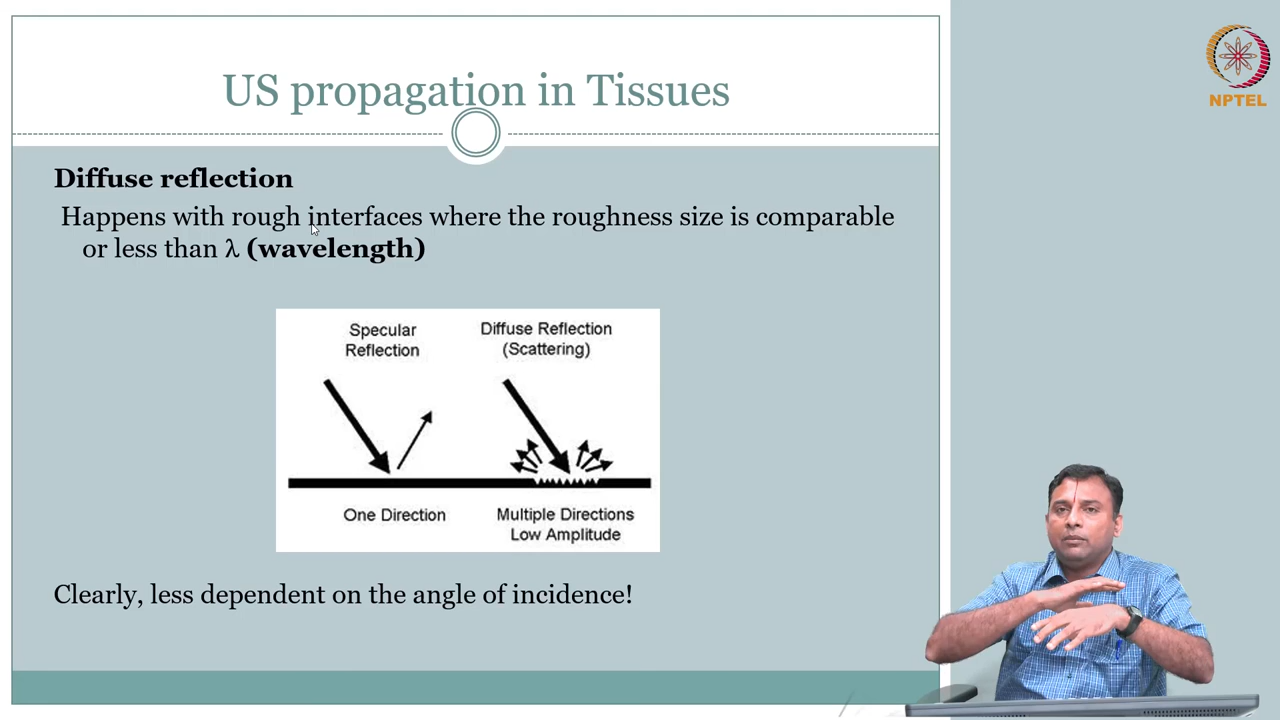 US propagation in Tissues
NPTEL
Diffuse reflection
Happens with rough interfaces where the roughness size is comparable
or less than λ (wavelength)
Specular
Reflection
Diffuse Reflection
(Scattering)
One Direction
Multiple Directions
Low Amplitude
Clearly, less dependent on the angle of incidence!